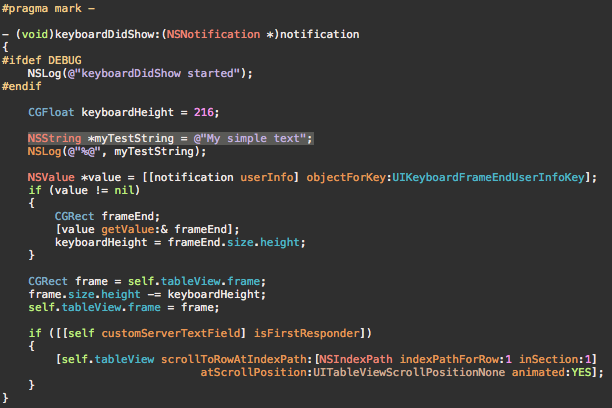 #pragma mark -
- (void)keyboardDidShow:(NSNotification *)notification
{
#ifdef DEBUG
    NSLog(@"keyboardDidShow started");
#endif
    CGFloat keyboardHeight = 216;
    NSString *myTestString = @"My simple text";
    NSLog(@"%@", myTestString);
    NSValue *value = [[notification userInfo] objectForKey:UIKeyboardFrameEndUserInfoKey];
    if (value != nil)
    {
        CGRect frameEnd;
        [value getValue:& frameEnd];
        keyboardHeight = frameEnd.size.height;
    }
    CGRect frame = self.tableView.frame;
    frame.size.height -= keyboardHeight;
    self.tableView.frame = frame;
    if ([[self customServerTextField] isFirstResponder])
    {
        [self.tableView scrollToRowAtIndexPath:[NSIndexPath indexPathForRow:1 inSection:1]
                              atScrollPosition:UITableViewScrollPositionNone animated:YES];
    }
}